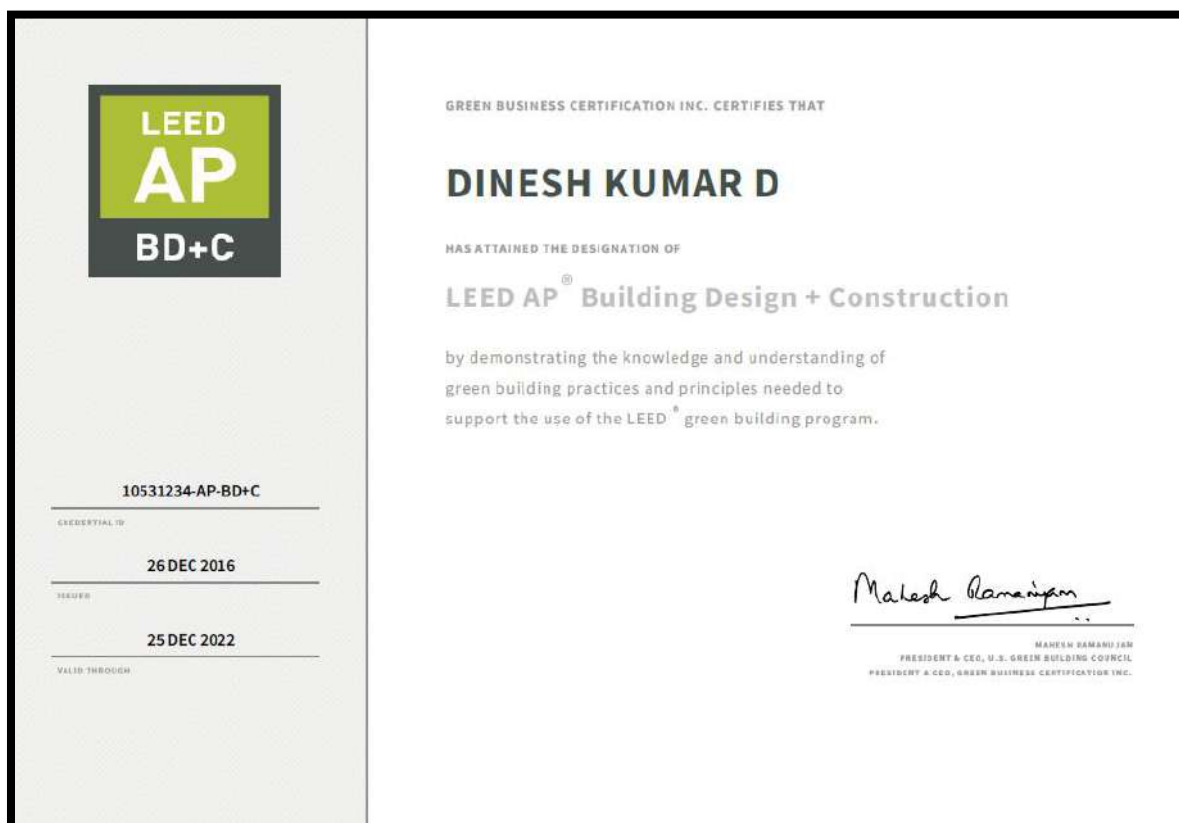 LEED
AP
BD+C
10531234-AP-BD+C
CREDENTIAL ID
26 DEC 2016
ISSUED
25 DEC 2022
VALID THROUGH
GREEN BUSINESS CERTIFICATION INC. CERTIFIES THAT
DINESH KUMAR D
HAS ATTAINED THE DESIGNATION OF
LEED AP® Building Design + Construction
by demonstrating the knowledge and understanding of
green building practices and principles needed to
support the use of the LEED® green building program.
Mahesh Ramanujam
MAHESH RAMANUJAM
PRESIDENT & CEO, U.S. GREEN BUILDING COUNCIL
PRESIDENT & CEO, GREEN BUSINESS CERTIFICATION INC.